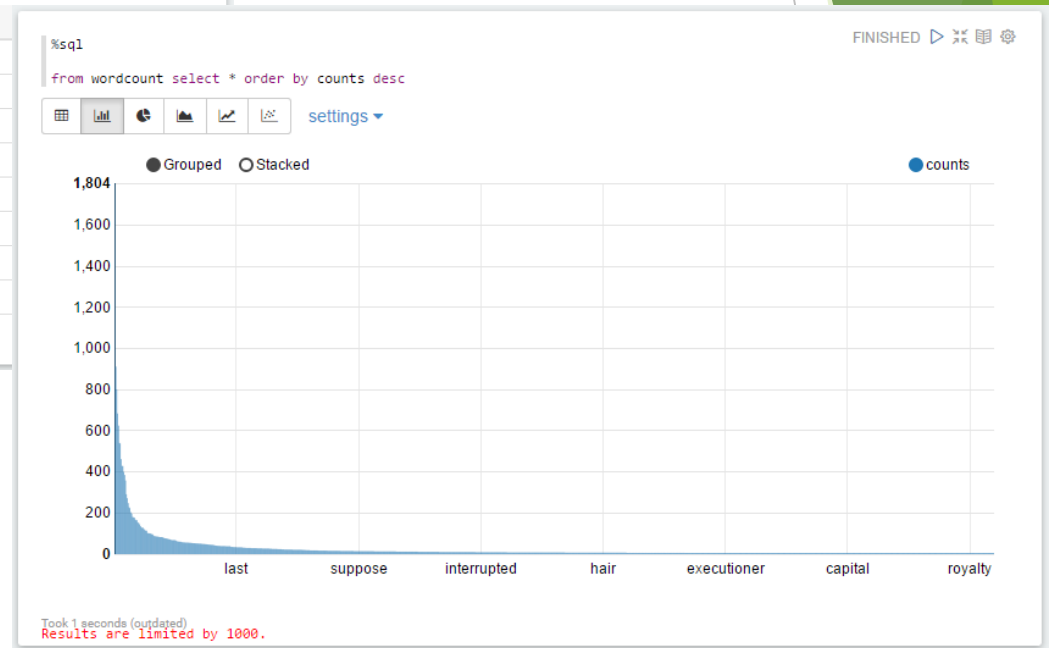 %sql
FINISHED
from wordcount select * order by counts desc
settings
Grouped Stacked
counts
1,804
1,600
1,400
1,200
1,000
800
600
400
200
0
last suppose interrupted hair executioner capital royalty
Took 1 seconds (outdated)
Results are limited by 1000.